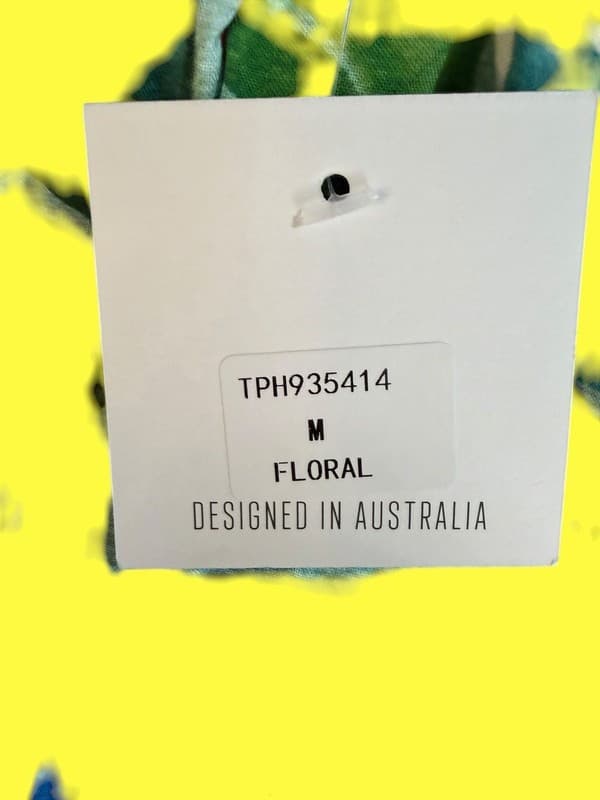 TPH935414
M
FLORAL
DESIGNED IN AUSTRALIA